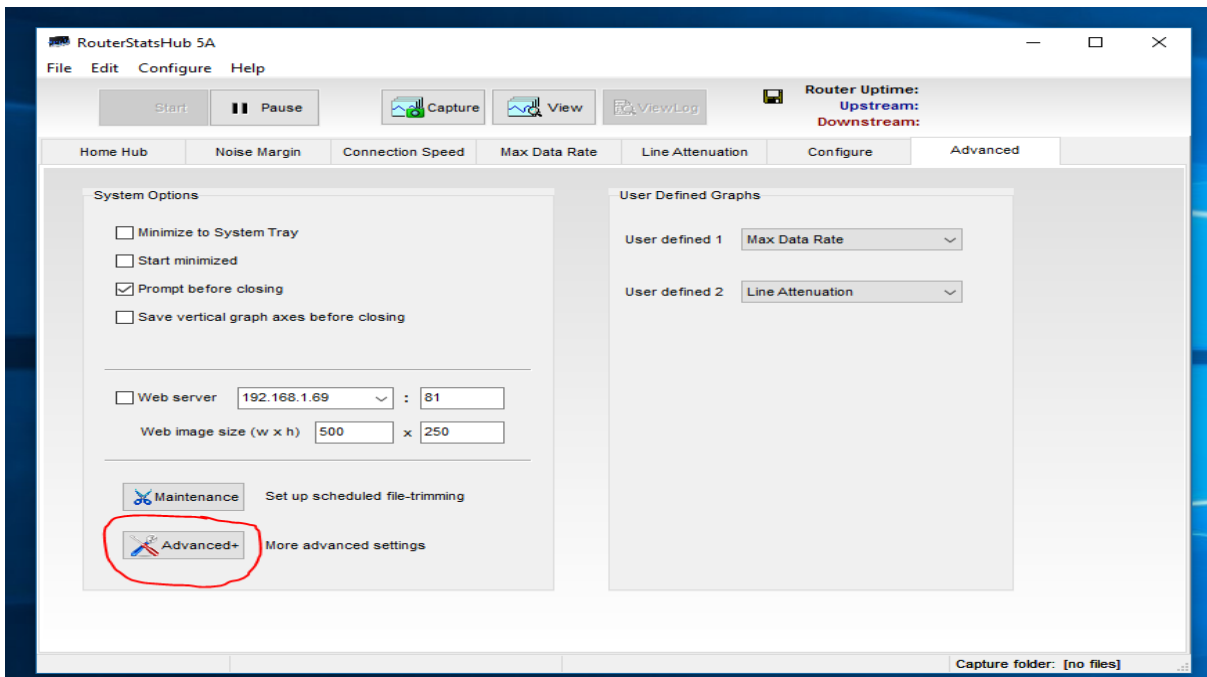 RouterStatsHub 5A
File Edit Configure Help
Start Pause Capture View ViewLog
Router Uptime:
Upstream:
Downstream:
Home Hub Noise Margin Connection Speed Max Data Rate Line Attenuation Configure Advanced
System Options
Minimize to System Tray
Start minimized
Prompt before closing
Save vertical graph axes before closing
Web server 192.168.1.69 : 81
Web image size (w x h) 500 x 250
Maintenance Set up scheduled file-trimming
Advanced+ More advanced settings
User Defined Graphs
User defined 1 Max Data Rate
User defined 2 Line Attenuation
Capture folder: [no files]